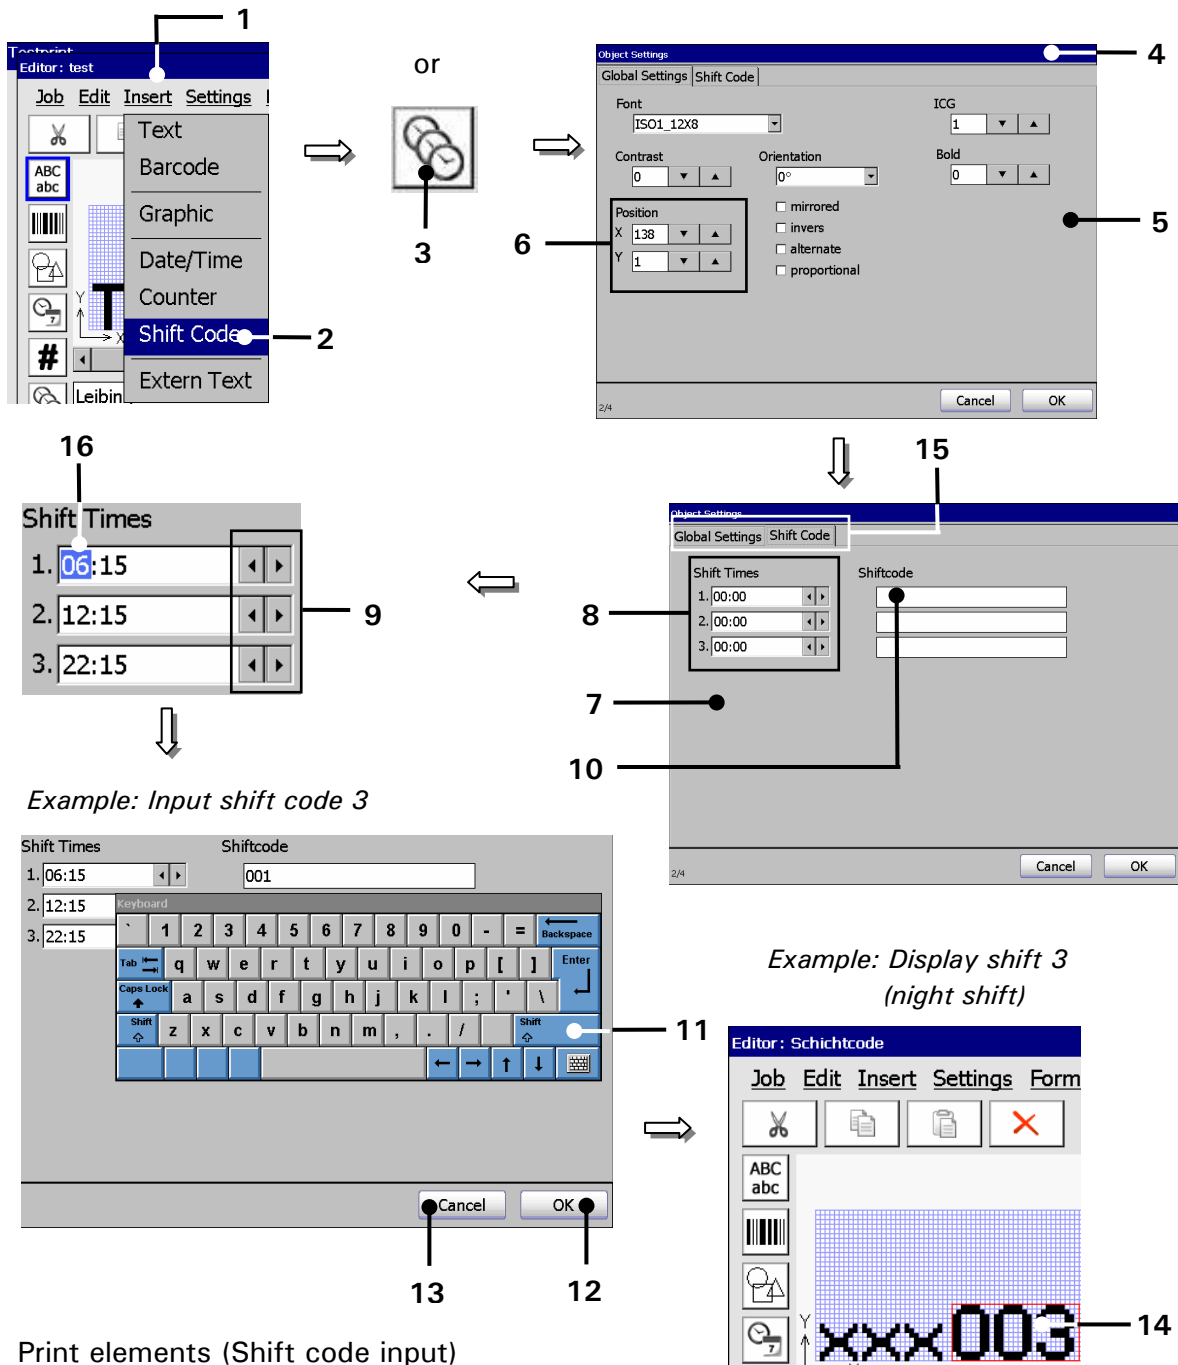 1
Testprint
Editor: test
Job Edit Insert Settings
ABC
abc
Text
Barcode
Graphic
Date/Time
Counter
Shift Code
Extern Text
2
Y
X
7
#
Leibin
or
3
Object Settings
4
Global Settings Shift Code
Font
ISO1_12X8
ICG
1
Contrast
0
Orientation
0°
Bold
0
Position
X 138
Y 1
mirrored
invers
alternate
proportional
5
6
2/4
Cancel OK
15
Object Settings
Global Settings Shift Code
Shift Times Shiftcode
1. 00:00
2. 00:00
3. 00:00
8
7
10
2/4
Cancel OK
16
Shift Times
1. 06:15
2. 12:15
3. 22:15
9
Example: Input shift code 3
Shift Times Shiftcode
1. 06:15 001
2. 12:15
3. 22:15
Keyboard
` 1 2 3 4 5 6 7 8 9 0 - = Backspace
Tab q w e r t y u i o p [ ] Enter
Caps Lock a s d f g h j k l ; ' \
Shift z x c v b n m , . / Shift
11
Cancel OK
13
12
Example: Display shift 3
(night shift)
Editor: Schichtcode
Job Edit Insert Settings Form
ABC
abc
7
Y
xxx003
14
Print elements (Shift code input)